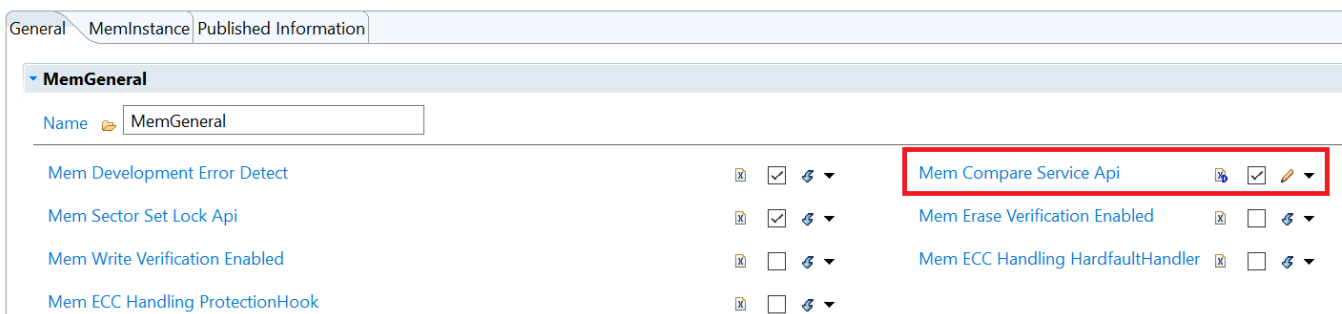 General MemInstance Published Information
MemGeneral
Name MemGeneral
Mem Development Error Detect Mem Compare Service Api
Mem Sector Set Lock Api Mem Erase Verification Enabled
Mem Write Verification Enabled Mem ECC Handling HardfaultHandler
Mem ECC Handling ProtectionHook